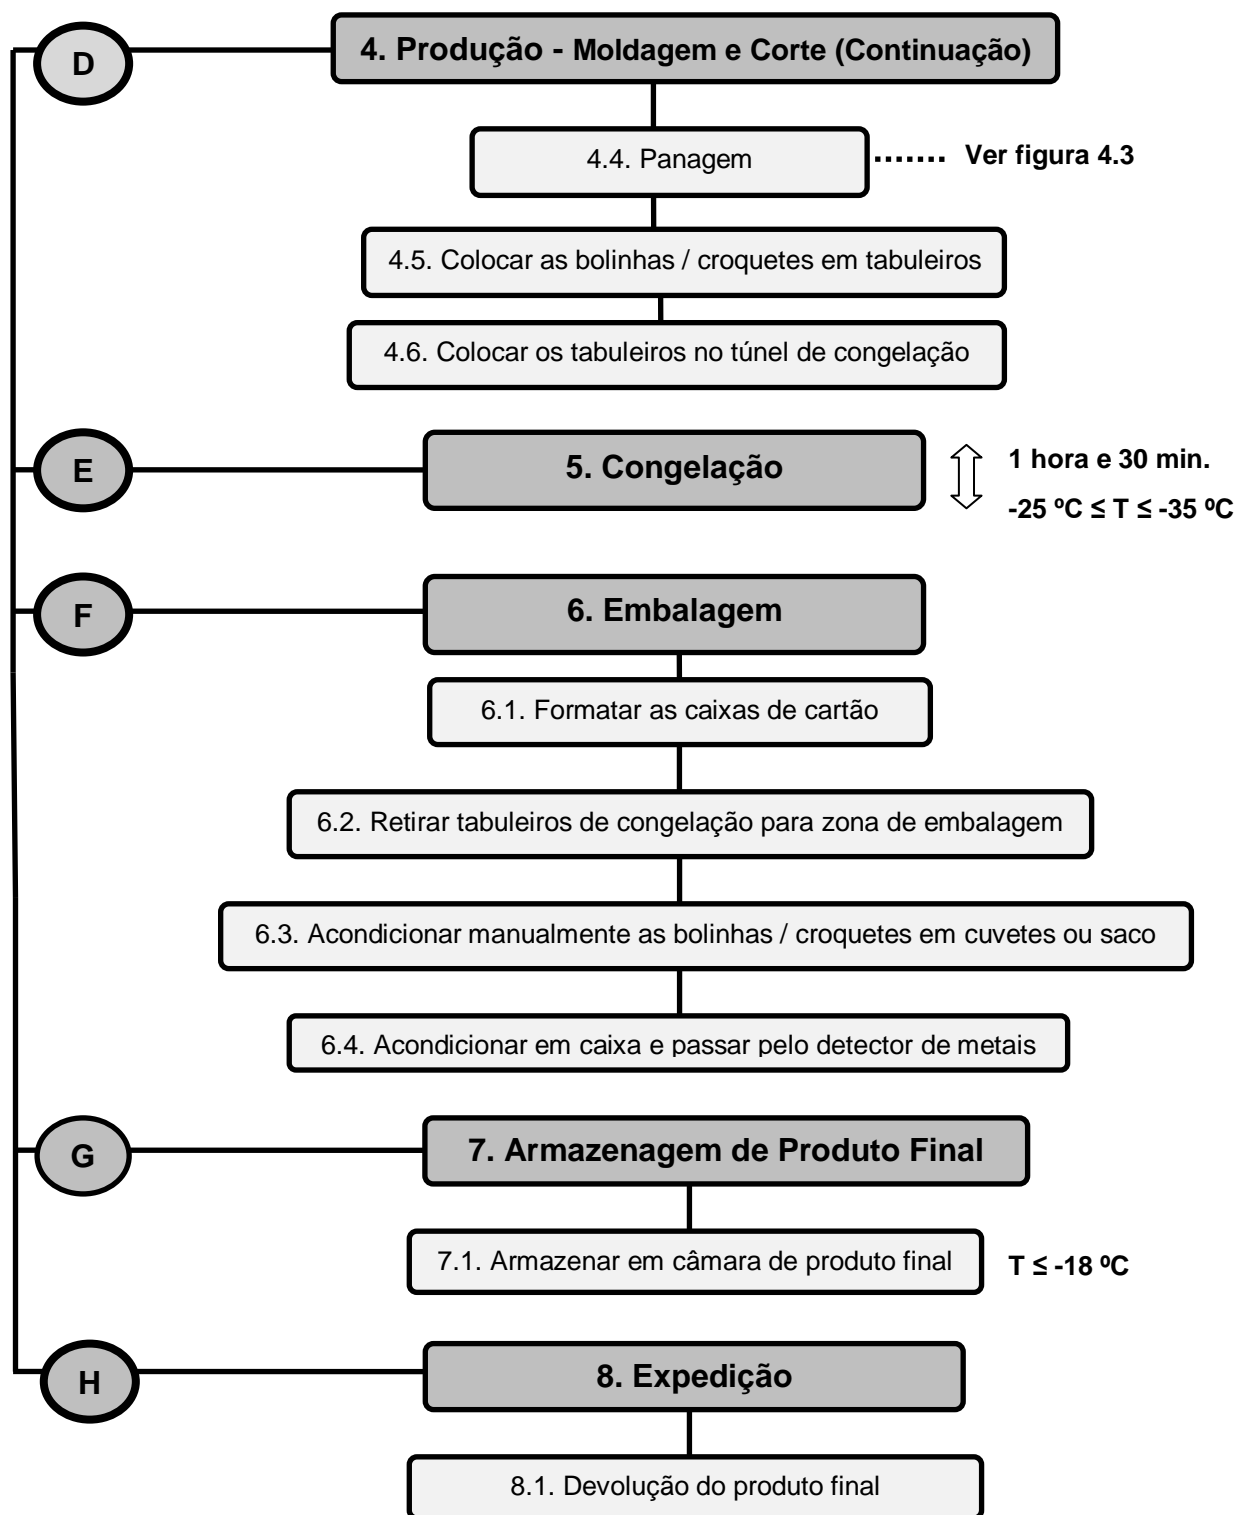 D
4. Produção - Moldagem e Corte (Continuação)
4.4. Panagem
Ver figura 4.3
4.5. Colocar as bolinhas / croquetes em tabuleiros
4.6. Colocar os tabuleiros no túnel de congelação
E
5. Congelação
1 hora e 30 min.
-25 ºC ≤ T ≤ -35 ºC
F
6. Embalagem
6.1. Formatar as caixas de cartão
6.2. Retirar tabuleiros de congelação para zona de embalagem
6.3. Acondicionar manualmente as bolinhas / croquetes em cuvetes ou saco
6.4. Acondicionar em caixa e passar pelo detector de metais
G
7. Armazenagem de Produto Final
7.1. Armazenar em câmara de produto final
T ≤ -18 ºC
H
8. Expedição
8.1. Devolução do produto final